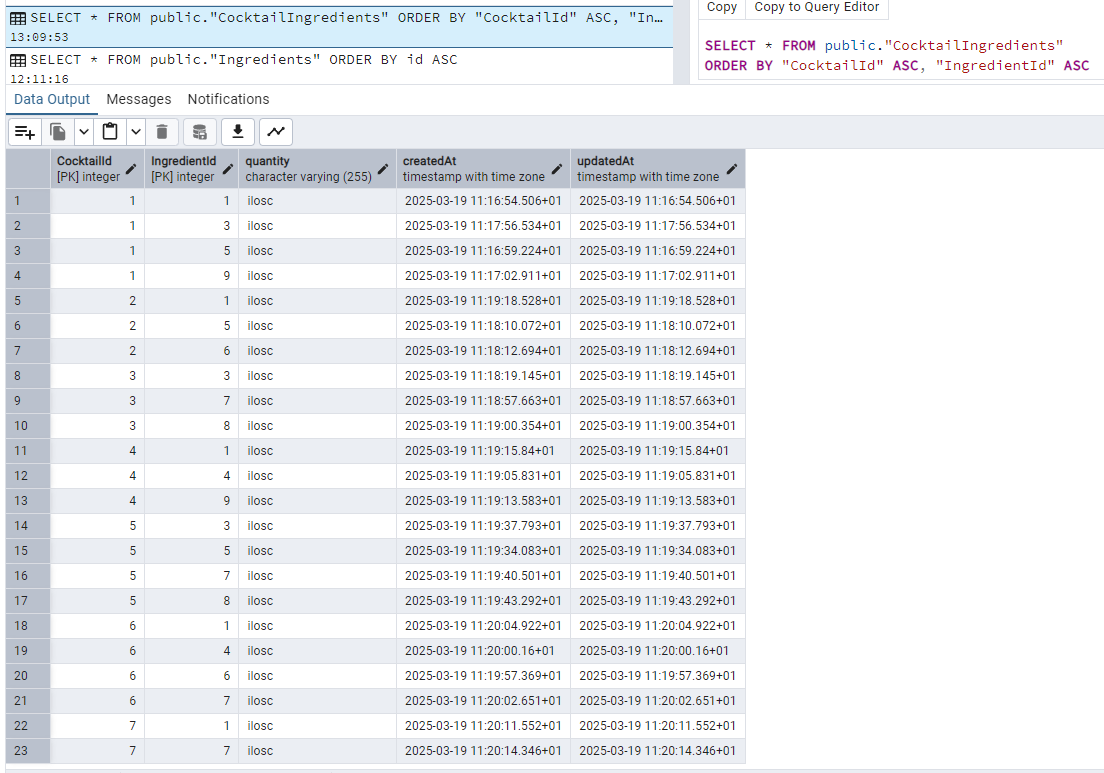 SELECT * FROM public."CocktailIngredients" ORDER BY "CocktailId" ASC, "In...
13:09:53
SELECT * FROM public."Ingredients" ORDER BY id ASC
12:11:16
Copy Copy to Query Editor
SELECT * FROM public."CocktailIngredients"
ORDER BY "CocktailId" ASC, "IngredientId" ASC
Data Output Messages Notifications
CocktailId IngredientId quantity createdAt updatedAt
[PK] integer [PK] integer character varying (255) timestamp with time zone timestamp with time zone
1 1 1 ilosc 2025-03-19 11:16:54.506+01 2025-03-19 11:16:54.506+01
2 1 3 ilosc 2025-03-19 11:17:56.534+01 2025-03-19 11:17:56.534+01
3 1 5 ilosc 2025-03-19 11:16:59.224+01 2025-03-19 11:16:59.224+01
4 1 9 ilosc 2025-03-19 11:17:02.911+01 2025-03-19 11:17:02.911+01
5 2 1 ilosc 2025-03-19 11:19:18.528+01 2025-03-19 11:19:18.528+01
6 2 5 ilosc 2025-03-19 11:18:10.072+01 2025-03-19 11:18:10.072+01
7 2 6 ilosc 2025-03-19 11:18:12.694+01 2025-03-19 11:18:12.694+01
8 3 3 ilosc 2025-03-19 11:18:19.145+01 2025-03-19 11:18:19.145+01
9 3 7 ilosc 2025-03-19 11:18:57.663+01 2025-03-19 11:18:57.663+01
10 3 8 ilosc 2025-03-19 11:19:00.354+01 2025-03-19 11:19:00.354+01
11 4 1 ilosc 2025-03-19 11:19:15.84+01 2025-03-19 11:19:15.84+01
12 4 4 ilosc 2025-03-19 11:19:05.831+01 2025-03-19 11:19:05.831+01
13 4 9 ilosc 2025-03-19 11:19:13.583+01 2025-03-19 11:19:13.583+01
14 5 3 ilosc 2025-03-19 11:19:37.793+01 2025-03-19 11:19:37.793+01
15 5 5 ilosc 2025-03-19 11:19:34.083+01 2025-03-19 11:19:34.083+01
16 5 7 ilosc 2025-03-19 11:19:40.501+01 2025-03-19 11:19:40.501+01
17 5 8 ilosc 2025-03-19 11:19:43.292+01 2025-03-19 11:19:43.292+01
18 6 1 ilosc 2025-03-19 11:20:04.922+01 2025-03-19 11:20:04.922+01
19 6 4 ilosc 2025-03-19 11:20:00.16+01 2025-03-19 11:20:00.16+01
20 6 6 ilosc 2025-03-19 11:19:57.369+01 2025-03-19 11:19:57.369+01
21 6 7 ilosc 2025-03-19 11:20:02.651+01 2025-03-19 11:20:02.651+01
22 7 1 ilosc 2025-03-19 11:20:11.552+01 2025-03-19 11:20:11.552+01
23 7 7 ilosc 2025-03-19 11:20:14.346+01 2025-03-19 11:20:14.346+01